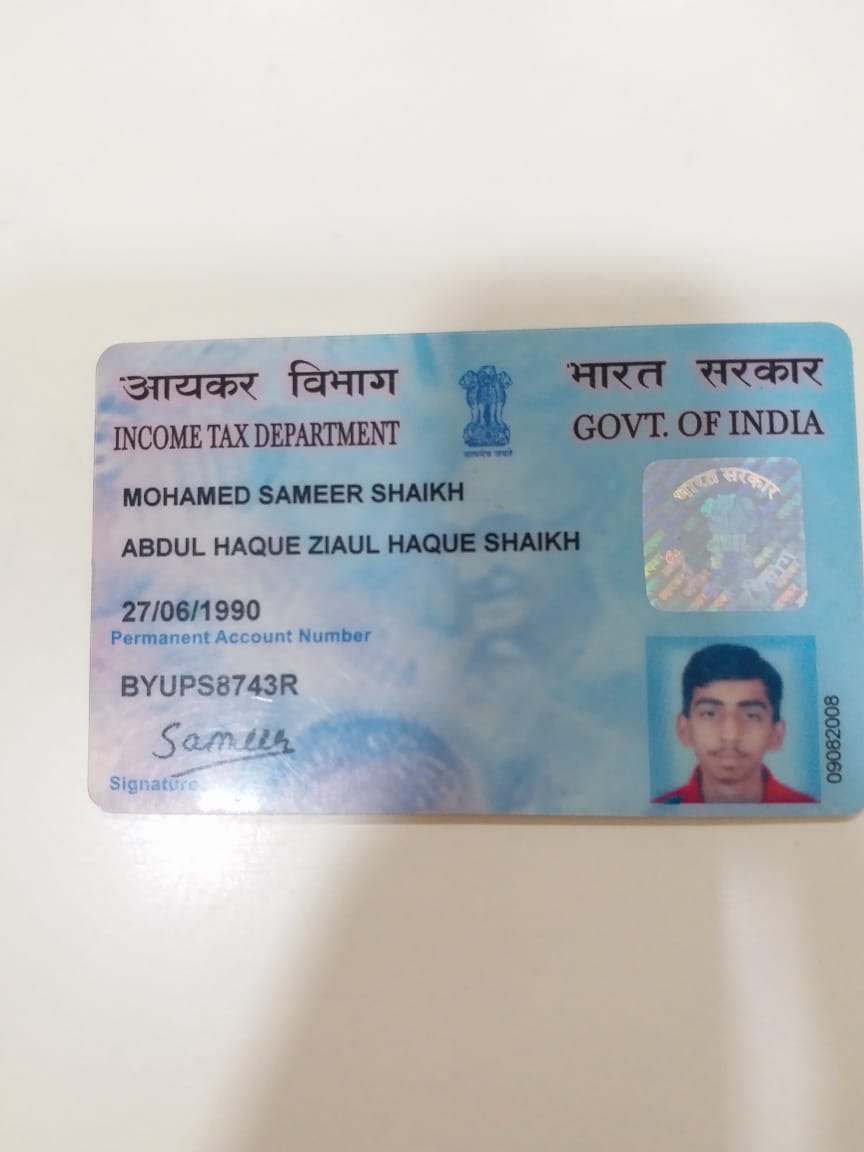 आयकर विभाग
INCOME TAX DEPARTMENT
सत्यमेव जयते
भारत सरकार
GOVT. OF INDIA
MOHAMED SAMEER SHAIKH
ABDUL HAQUE ZIAUL HAQUE SHAIKH
27/06/1990
Permanent Account Number
BYUPS8743R
Sameer
Signature
भारत सरकार
09082008